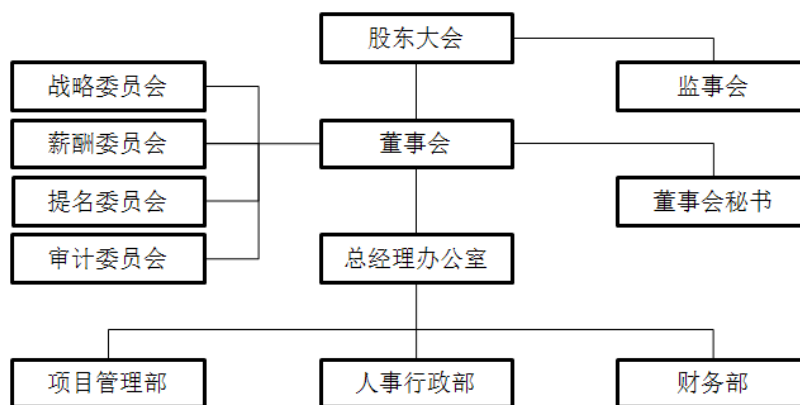 股东大会
战略委员会
监事会
薪酬委员会
董事会
提名委员会
董事会秘书
审计委员会
总经理办公室
项目管理部
人事行政部
财务部